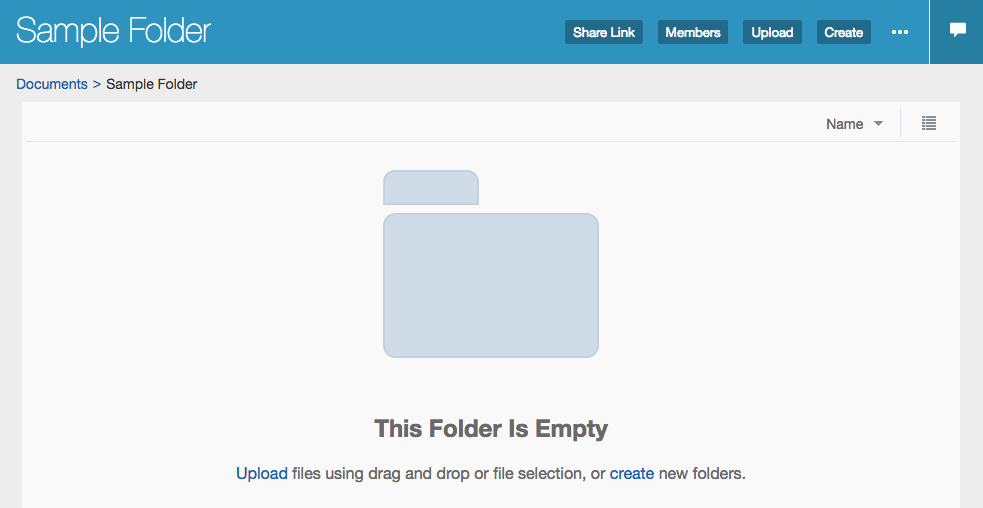 Sample Folder
Share Link Members Upload Create
Documents > Sample Folder
Name
This Folder Is Empty
Upload files using drag and drop or file selection, or create new folders.